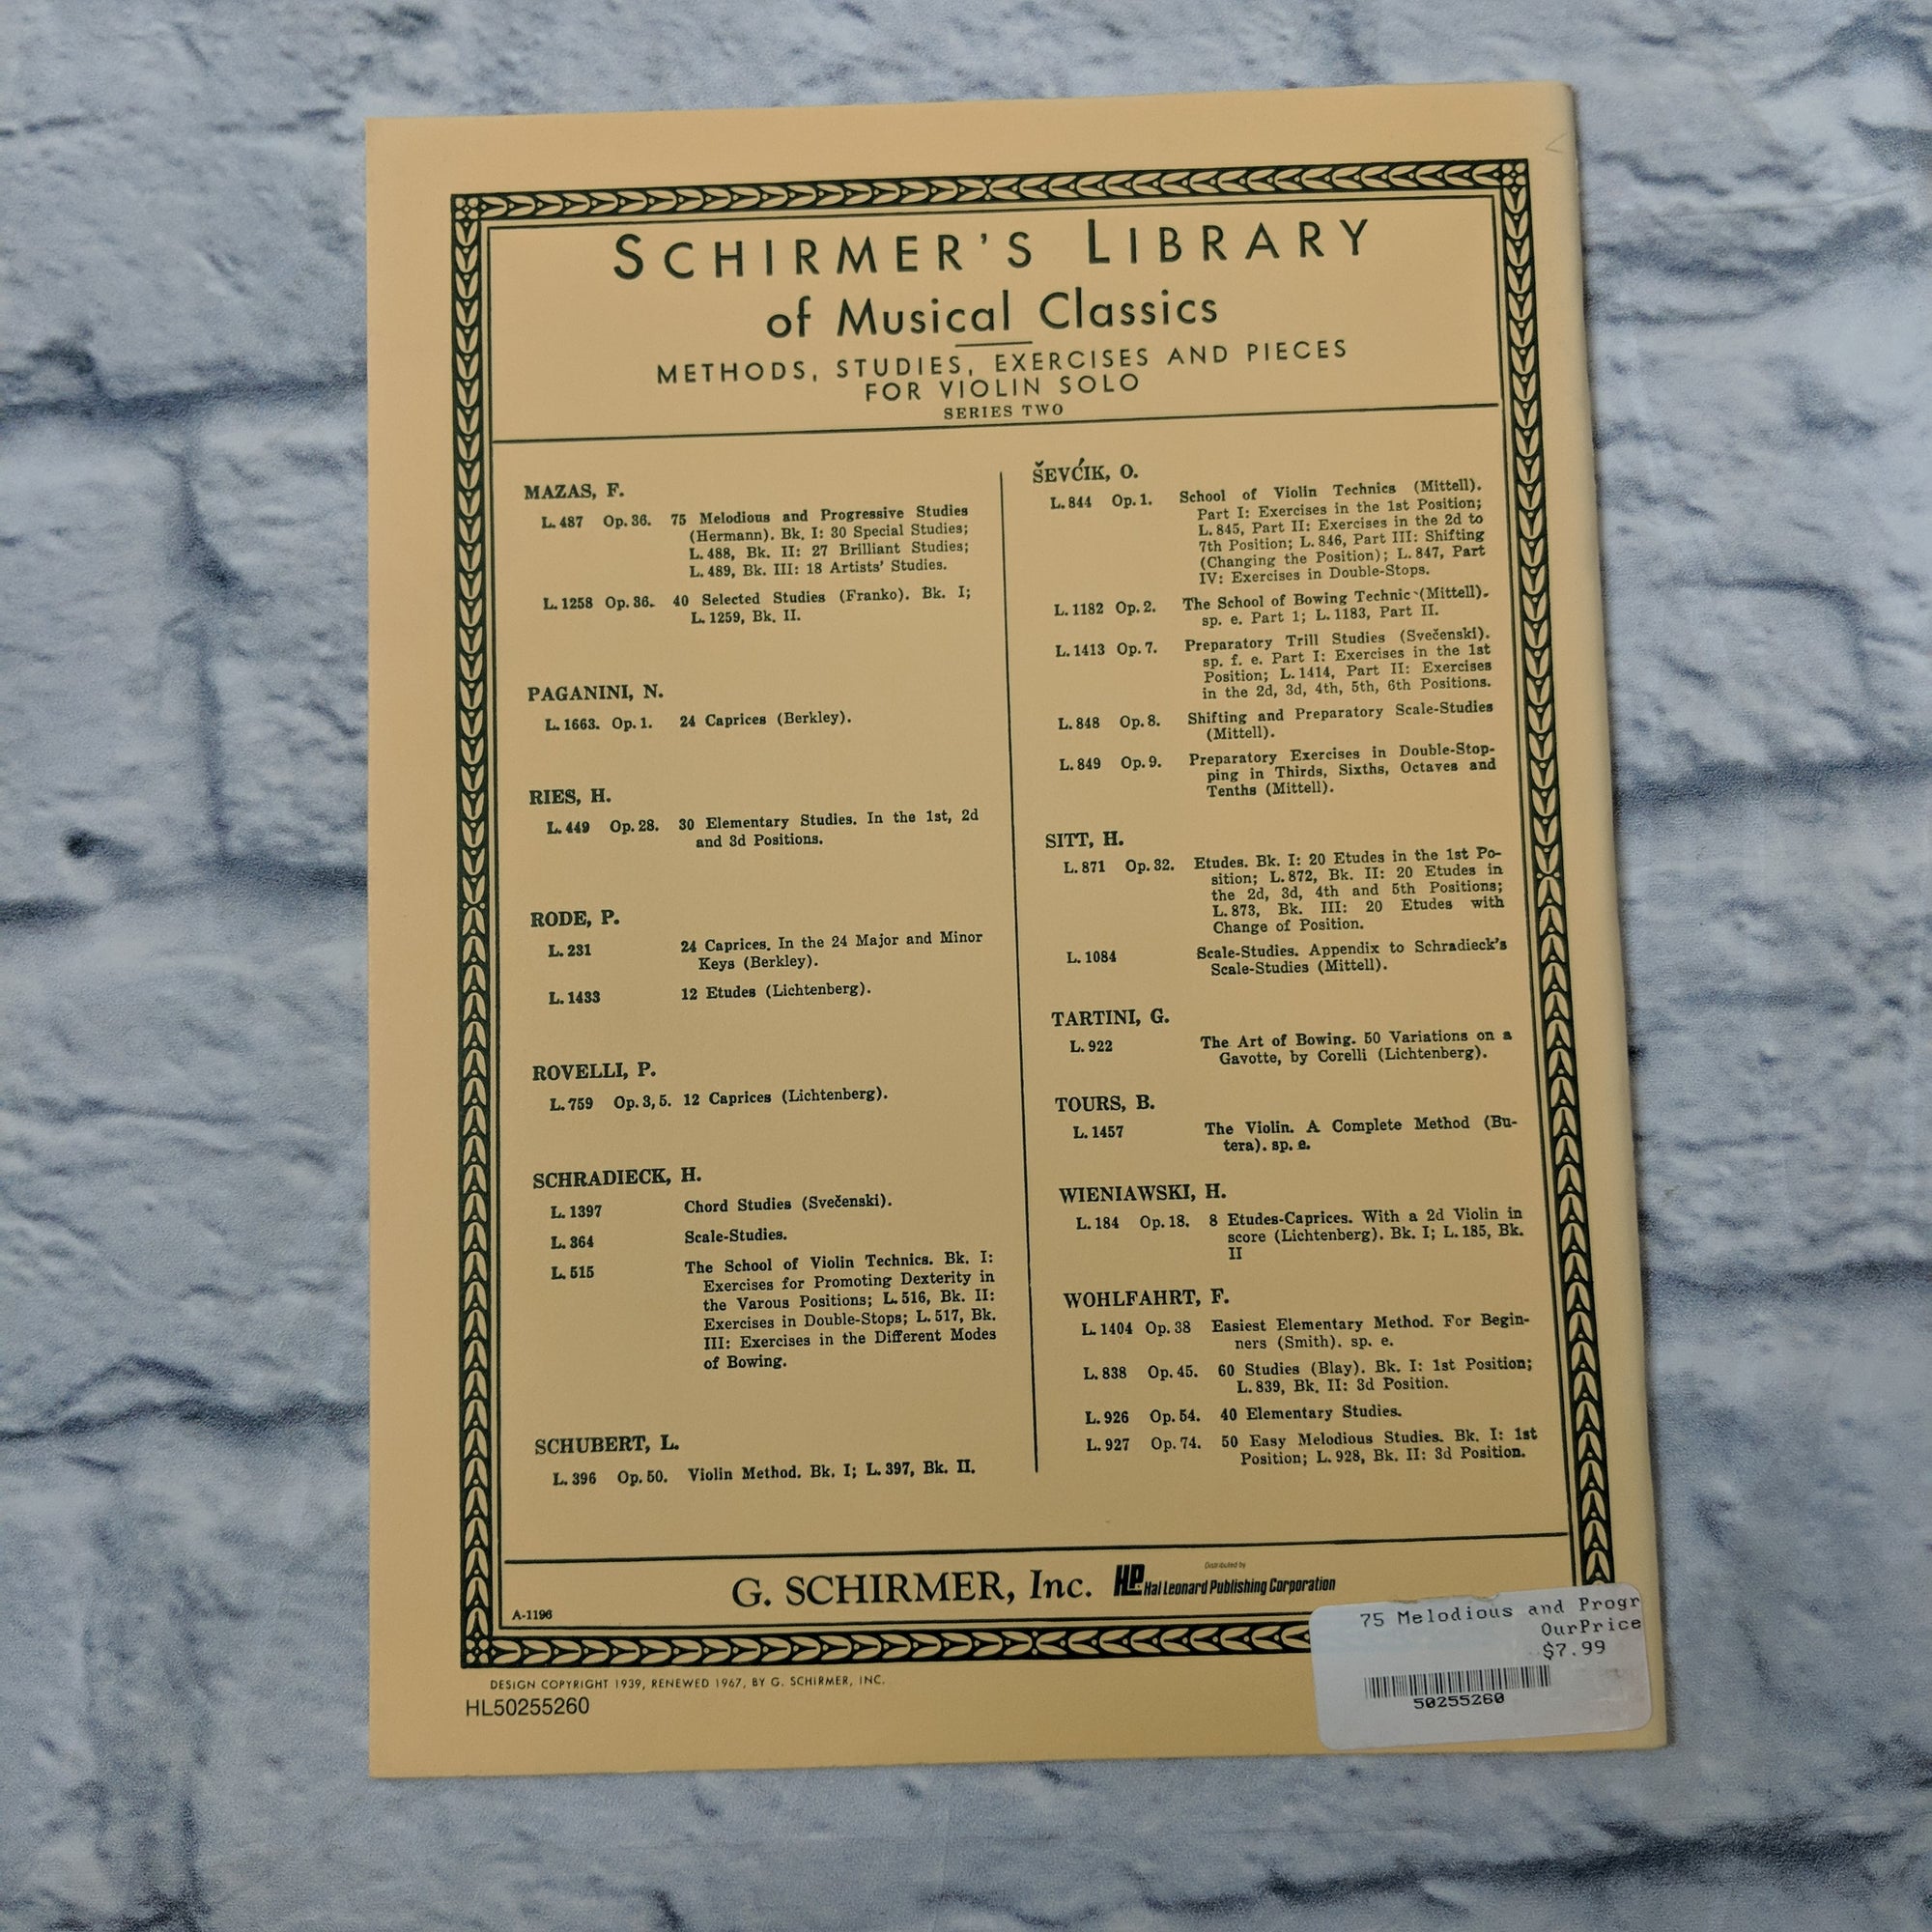 SCHIRMER'S LIBRARY
of Musical Classics
METHODS, STUDIES, EXERCISES AND PIECES
FOR VIOLIN SOLO
SERIES TWO
MAZAS, F.
L. 487 Op. 36. 75 Melodious and Progressive Studies
(Hermann). Bk. I: 30 Special Studies;
L. 488, Bk. II: 27 Brilliant Studies;
L. 489, Bk. III: 18 Artists' Studies.
L. 1258 Op. 36. 40 Selected Studies (Franko). Bk. I;
L. 1259, Bk. II.
PAGANINI, N.
L. 1663. Op. 1. 24 Caprices (Berkley).
RIES, H.
L. 449 Op. 28. 30 Elementary Studies. In the 1st, 2d
and 3d Positions.
RODE, P.
L. 231 24 Caprices. In the 24 Major and Minor
Keys (Berkley).
L. 1433 12 Etudes (Lichtenberg).
ROVELLI, P.
L. 759 Op. 3, 5. 12 Caprices (Lichtenberg).
SCHRADIECK, H.
L. 1397 Chord Studies (Svečenski).
L. 364 Scale-Studies.
L. 515 The School of Violin Technics. Bk. I:
Exercises for Promoting Dexterity in
the Varous Positions; L. 516, Bk. II:
Exercises in Double-Stops; L. 517, Bk.
III: Exercises in the Different Modes
of Bowing.
SCHUBERT, L.
L. 396 Op. 50. Violin Method. Bk. I; L. 397, Bk. II.
ŠEVĆIK, O.
L. 844 Op. 1. School of Violin Technics (Mittell).
Part I: Exercises in the 1st Position;
L. 845, Part II: Exercises in the 2d to
7th Position; L. 846, Part III: Shifting
(Changing the Position); L. 847, Part
IV: Exercises in Double-Stops.
L. 1182 Op. 2. The School of Bowing Technic (Mittell).
sp. e. Part 1; L. 1183, Part II.
L. 1413 Op. 7. Preparatory Trill Studies (Svečenski).
sp. f. e. Part I: Exercises in the 1st
Position; L. 1414, Part II: Exercises
in the 2d, 3d, 4th, 5th, 6th Positions.
L. 848 Op. 8. Shifting and Preparatory Scale-Studies
(Mittell).
L. 849 Op. 9. Preparatory Exercises in Double-Stop-
ping in Thirds, Sixths, Octaves and
Tenths (Mittell).
SITT, H.
L. 871 Op. 32. Etudes. Bk. I: 20 Etudes in the 1st Po-
sition; L. 872, Bk. II: 20 Etudes in
the 2d, 3d, 4th and 5th Positions;
L. 873, Bk. III: 20 Etudes with
Change of Position.
L. 1084 Scale-Studies. Appendix to Schradieck's
Scale-Studies (Mittell).
TARTINI, G.
L. 922 The Art of Bowing. 50 Variations on a
Gavotte, by Corelli (Lichtenberg).
TOURS, B.
L. 1457 The Violin. A Complete Method (Bu-
tera). sp. e.
WIENIAWSKI, H.
L. 184 Op. 18. 8 Etudes-Caprices. With a 2d Violin in
score (Lichtenberg). Bk. I; L. 185, Bk.
II
WOHLFAHRT, F.
L. 1404 Op. 38 Easiest Elementary Method. For Begin-
ners (Smith). sp. e.
L. 838 Op. 45. 60 Studies (Blay). Bk. I: 1st Position;
L. 839, Bk. II: 3d Position.
L. 926 Op. 54. 40 Elementary Studies.
L. 927 Op. 74. 50 Easy Melodious Studies. Bk. I: 1st
Position; L. 928, Bk. II: 3d Position.
G. SCHIRMER, Inc.
Distributed by
HLP Hal Leonard Publishing Corporation
A-1196
DESIGN COPYRIGHT 1939, RENEWED 1967, BY G. SCHIRMER, INC.
HL50255260
75 Melodious and Progr
OurPrice
$7.99
50255260